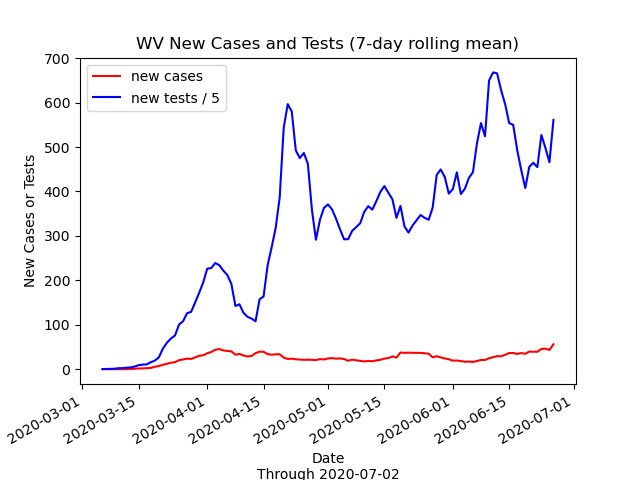 WV New Cases and Tests (7-day rolling mean)
new cases
new tests / 5
New Cases or Tests
700
600
500
400
300
200
100
0
2020-03-01
2020-03-15
2020-04-01
2020-04-15
2020-05-01
2020-05-15
2020-06-01
2020-06-15
2020-07-01
Date
Through 2020-07-02